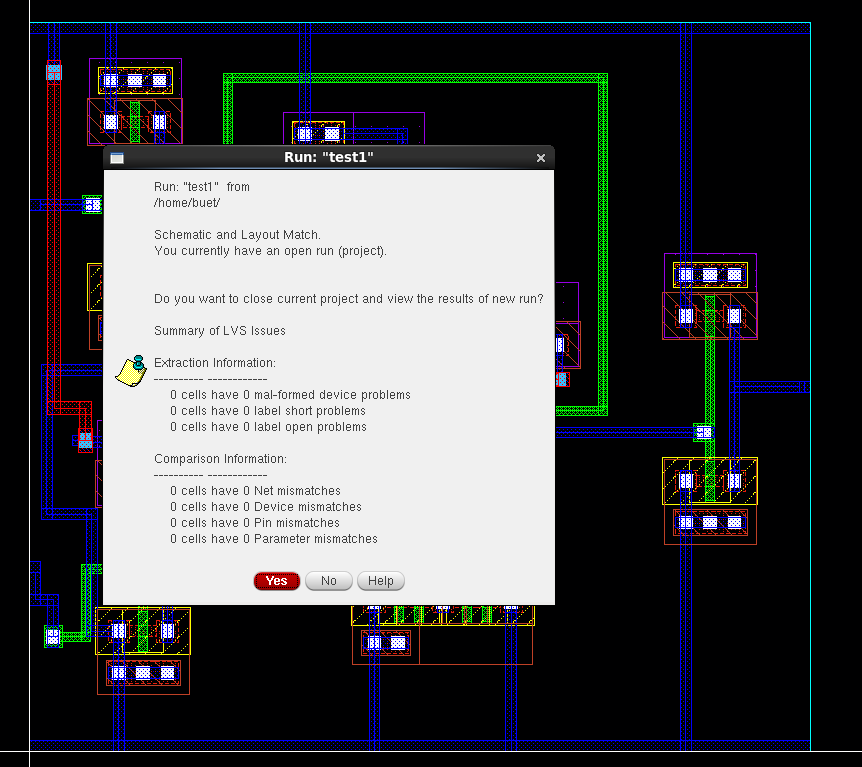 Run: "test1"
Run: "test1"  from
/home/buet/
Schematic and Layout Match.
You currently have an open run (project).
Do you want to close current project and view the results of new run?
Summary of LVS Issues
Extraction Information:
---------- ------------
0 cells have 0 mal-formed device problems
0 cells have 0 label short problems
0 cells have 0 label open problems
Comparison Information:
---------- ------------
0 cells have 0 Net mismatches
0 cells have 0 Device mismatches
0 cells have 0 Pin mismatches
0 cells have 0 Parameter mismatches
Yes No Help